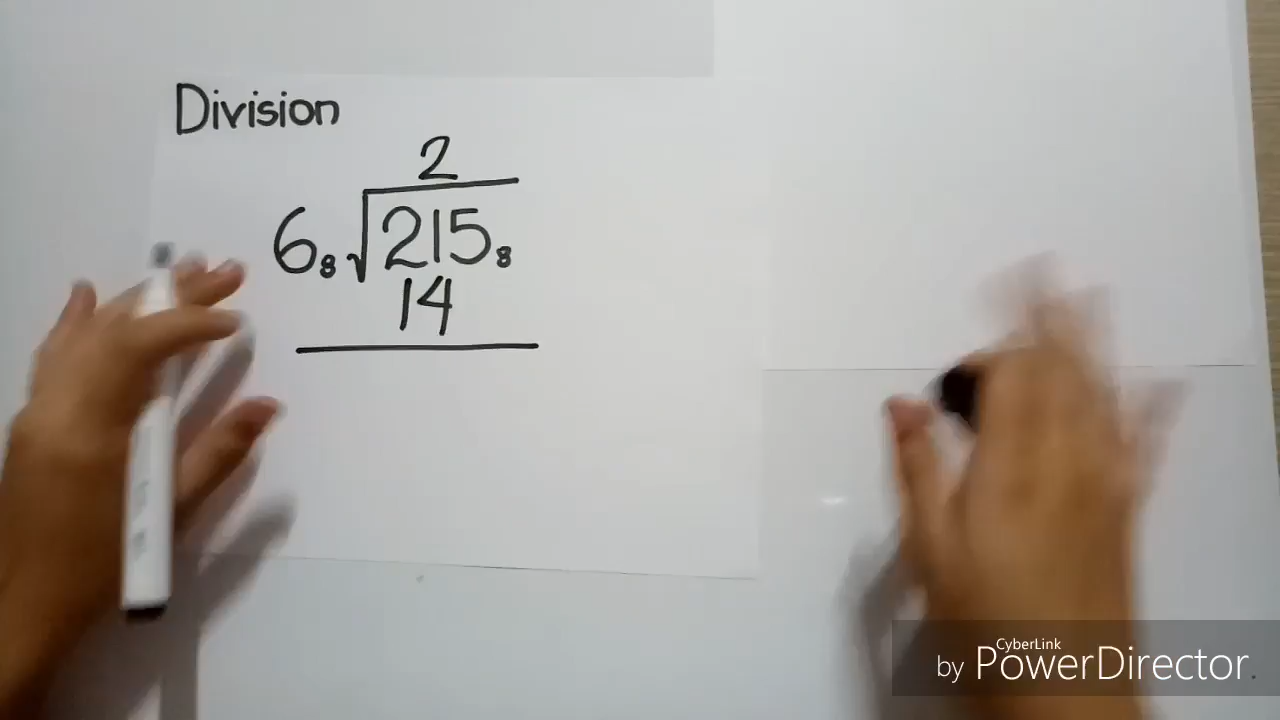 Division
2
6₈ √215₈
14
CyberLink
by PowerDirector.